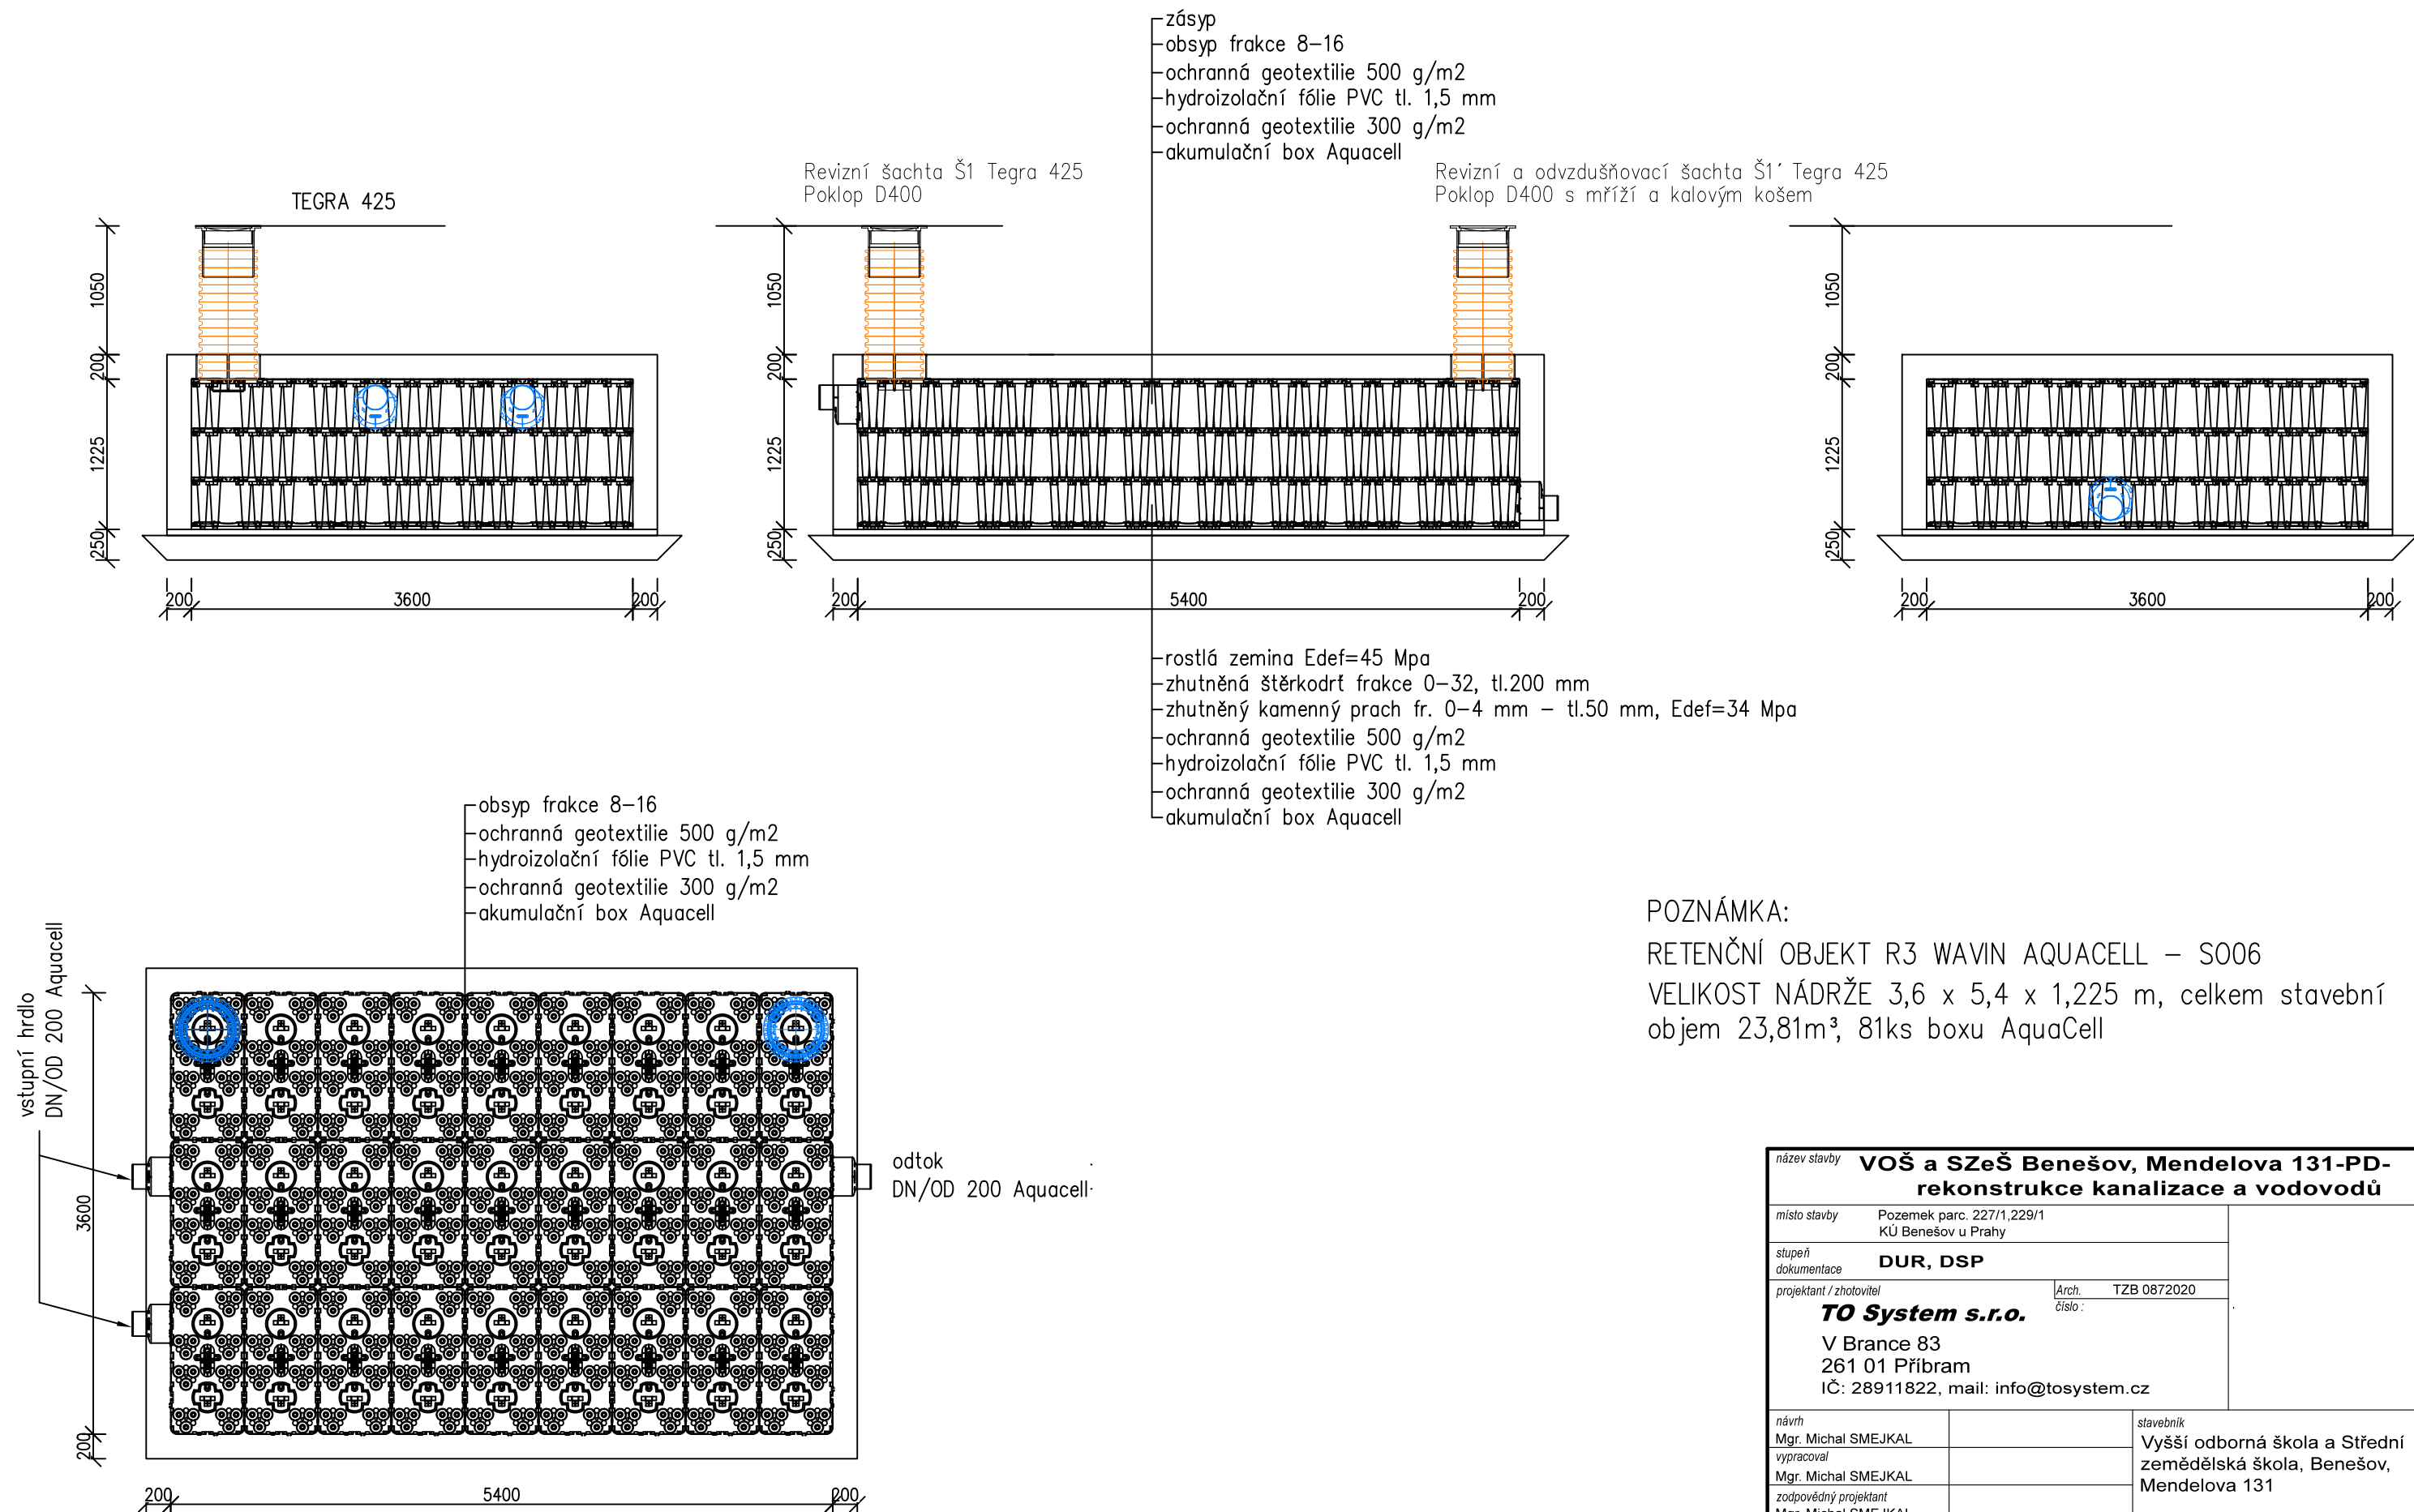 zásyp
obsyp frakce 8-16
ochranná geotextilie 500 g/m2
hydroizolační fólie PVC tl. 1,5 mm
ochranná geotextilie 300 g/m2
akumulační box Aquacell
TEGRA 425
Revizní šachta Š1 Tegra 425
Poklop D400
Revizní a odvzdušňovací šachta Š1´ Tegra 425
Poklop D400 s mříží a kalovým košem
1050
200
1225
250
200
3600
200
1050
200
1225
250
200
5400
200
1050
200
1225
250
200
3600
200
rostlá zemina Edef=45 Mpa
zhutněná štěrkodrť frakce 0-32, tl.200 mm
zhutněný kamenný prach fr. 0-4 mm - tl.50 mm, Edef=34 Mpa
ochranná geotextilie 500 g/m2
hydroizolační fólie PVC tl. 1,5 mm
ochranná geotextilie 300 g/m2
akumulační box Aquacell
obsyp frakce 8-16
ochranná geotextilie 500 g/m2
hydroizolační fólie PVC tl. 1,5 mm
ochranná geotextilie 300 g/m2
akumulační box Aquacell
vstupní hrdlo
DN/OD 200 Aquacell
3600
200
odtok
DN/OD 200 Aquacell
200
5400
200
POZNÁMKA:
RETENČNÍ OBJEKT R3 WAVIN AQUACELL - SO06
VELIKOST NÁDRŽE 3,6 x 5,4 x 1,225 m, celkem stavební
objem 23,81m³, 81ks boxu AquaCell
název stavby VOŠ a SZeŠ Benešov, Mendelova 131-PD-
rekonstrukce kanalizace a vodovodů
místo stavby Pozemek parc. 227/1,229/1
KÚ Benešov u Prahy
stupeň
dokumentace DUR, DSP
projektant / zhotovitel
Arch. TZB 0872020
číslo :
TO System s.r.o.
V Brance 83
261 01 Příbram
IČ: 28911822, mail: info@tosystem.cz
návrh
Mgr. Michal SMEJKAL
vypracoval
Mgr. Michal SMEJKAL
zodpovědný projektant
Mgr. Michal SMEJKAL
stavebník
Vyšší odborná škola a Střední
zemědělská škola, Benešov,
Mendelova 131